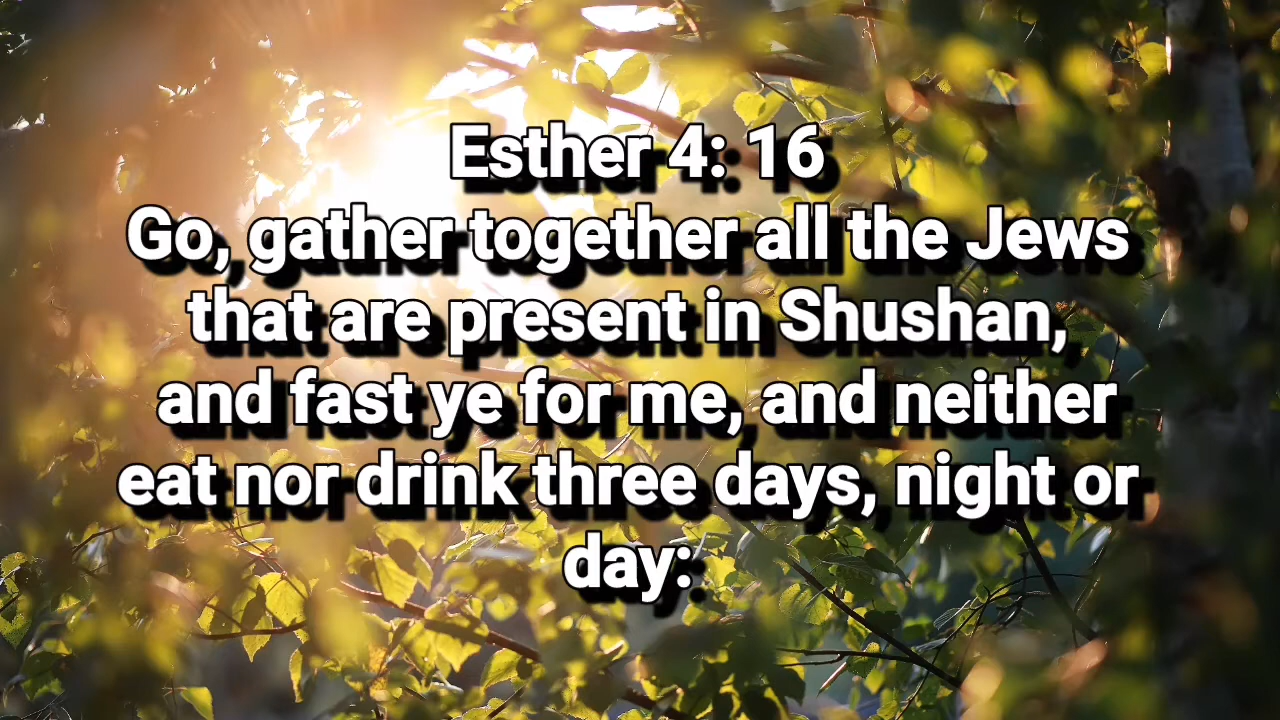 Esther 4: 16
Go, gather together all the Jews
that are present in Shushan,
and fast ye for me, and neither
eat nor drink three days, night or
day: